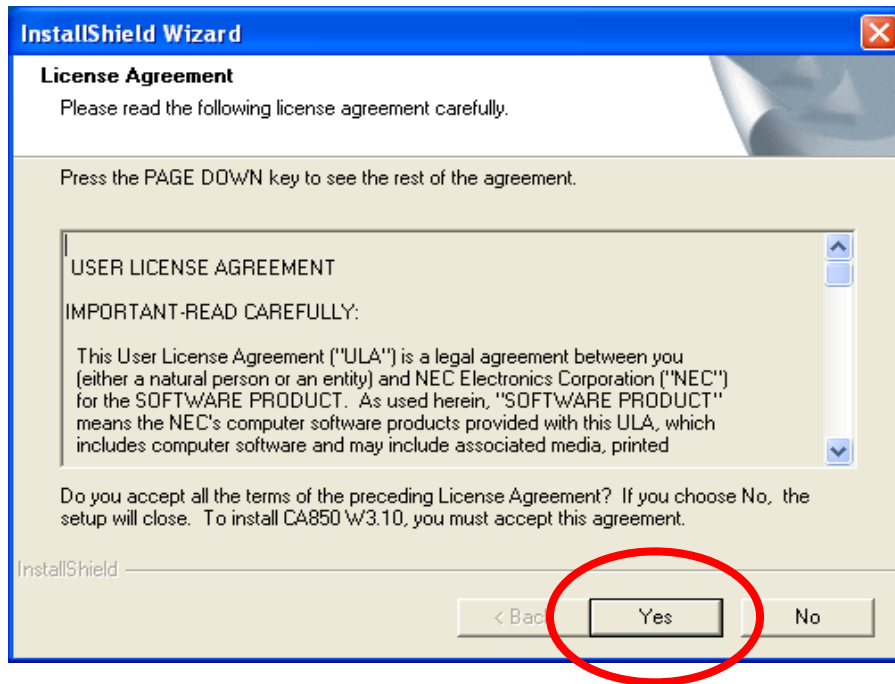 InstallShield Wizard
License Agreement
Please read the following license agreement carefully.
Press the PAGE DOWN key to see the rest of the agreement.
USER LICENSE AGREEMENT
IMPORTANT-READ CAREFULLY:
This User License Agreement ("ULA") is a legal agreement between you
(either a natural person or an entity) and NEC Electronics Corporation ("NEC")
for the SOFTWARE PRODUCT.  As used herein, "SOFTWARE PRODUCT"
means the NEC's computer software products provided with this ULA, which
includes computer software and may include associated media, printed
Do you accept all the terms of the preceding License Agreement?  If you choose No,  the
setup will close.  To install CA850 W3.10, you must accept this agreement.
InstallShield
< Bac Yes No